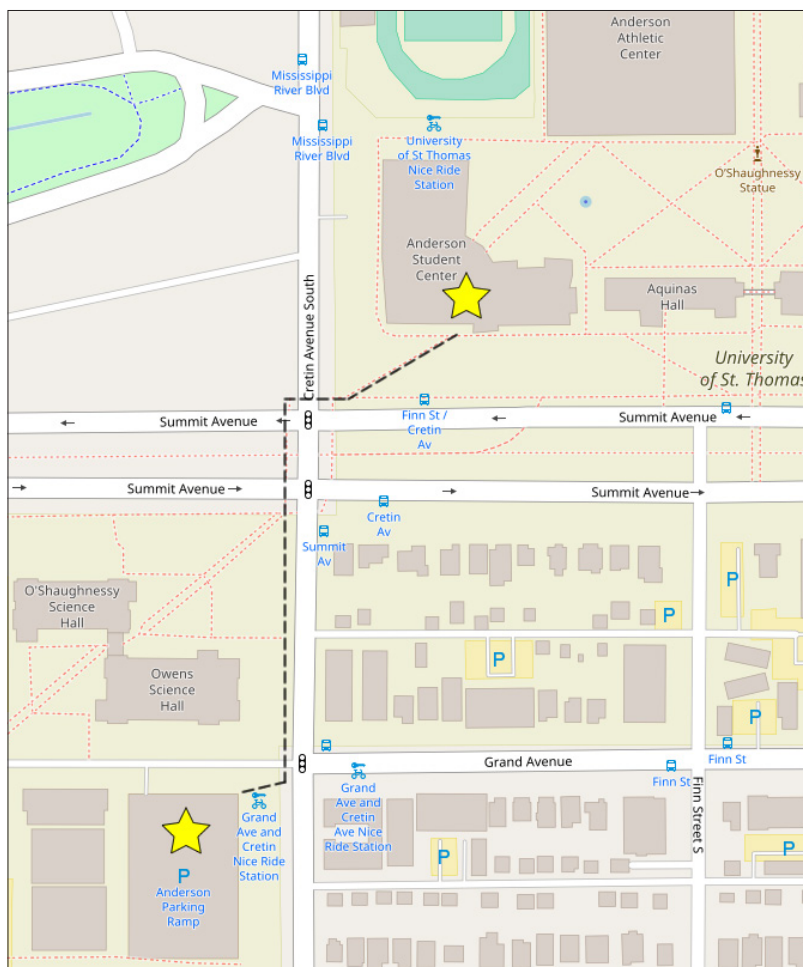 Anderson
Athletic
Center
Mississippi
River Blvd
Mississippi
River Blvd
University
of St Thomas
Nice Ride
Station
O'Shaughnessy
Statue
Anderson
Student
Center
Cretin Avenue South
Aquinas
Hall
University
of St. Thomas
Summit Avenue
Finn St /
Cretin
Av
Summit Avenue
Summit Avenue
Summit Avenue
Cretin
Av
Summit
Av
O'Shaughnessy
Science
Hall
P
P
Owens
Science
Hall
P
P
Grand Avenue
Finn St
Finn St
Finn Street S
Grand
Ave and
Cretin
Nice Ride
Station
Grand
Ave and
Cretin
Ave Nice
Ride Station
P
P
P
Anderson
Parking
Ramp